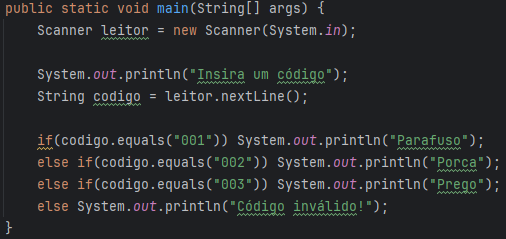 public static void main(String[] args) {
Scanner leitor = new Scanner(System.in);
System.out.println("Insira um código");
String codigo = leitor.nextLine();
if(codigo.equals("001")) System.out.println("Parafuso");
else if(codigo.equals("002")) System.out.println("Porca");
else if(codigo.equals("003")) System.out.println("Prego");
else System.out.println("Código inválido!");
}